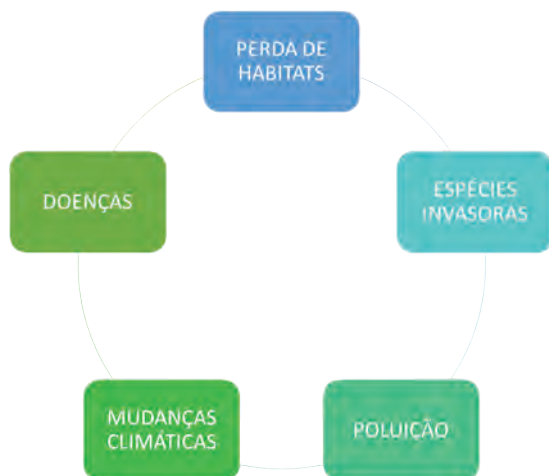 PERDA DE
HABITATS
ESPÉCIES
INVASORAS
POLUIÇÃO
MUDANÇAS
CLIMÁTICAS
DOENÇAS